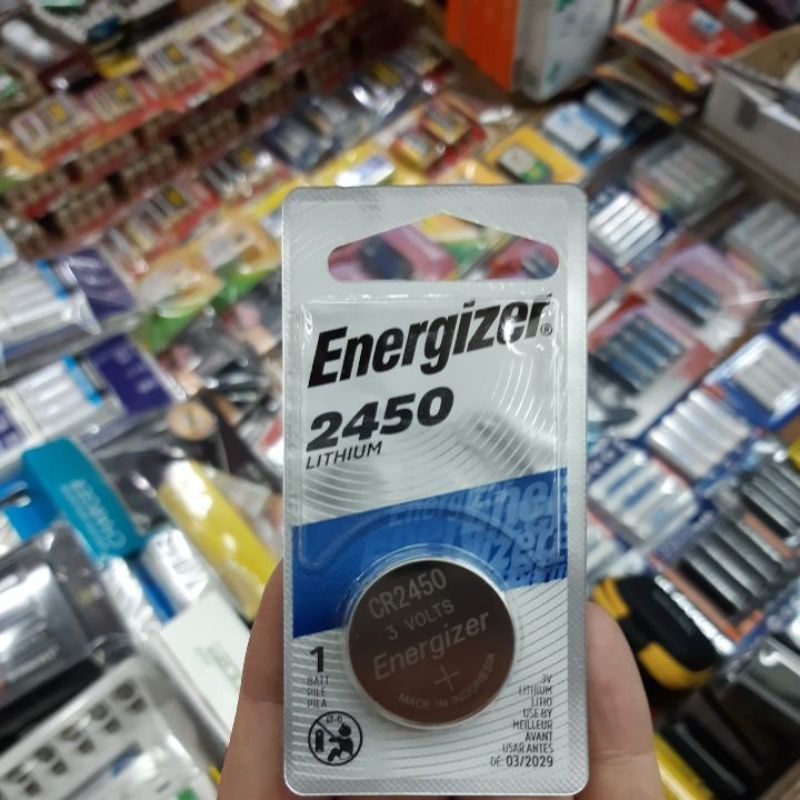 Energizer®
2450
LITHIUM
Energizer
CR2450
3 VOLTS
Energizer
+
MADE IN INDONESIA
1
BATT
PILE
PILA
3V
LITHIUM
LITIO
USE BY
MEILLEUR
AVANT
USAR ANTES
DE: 03/2029